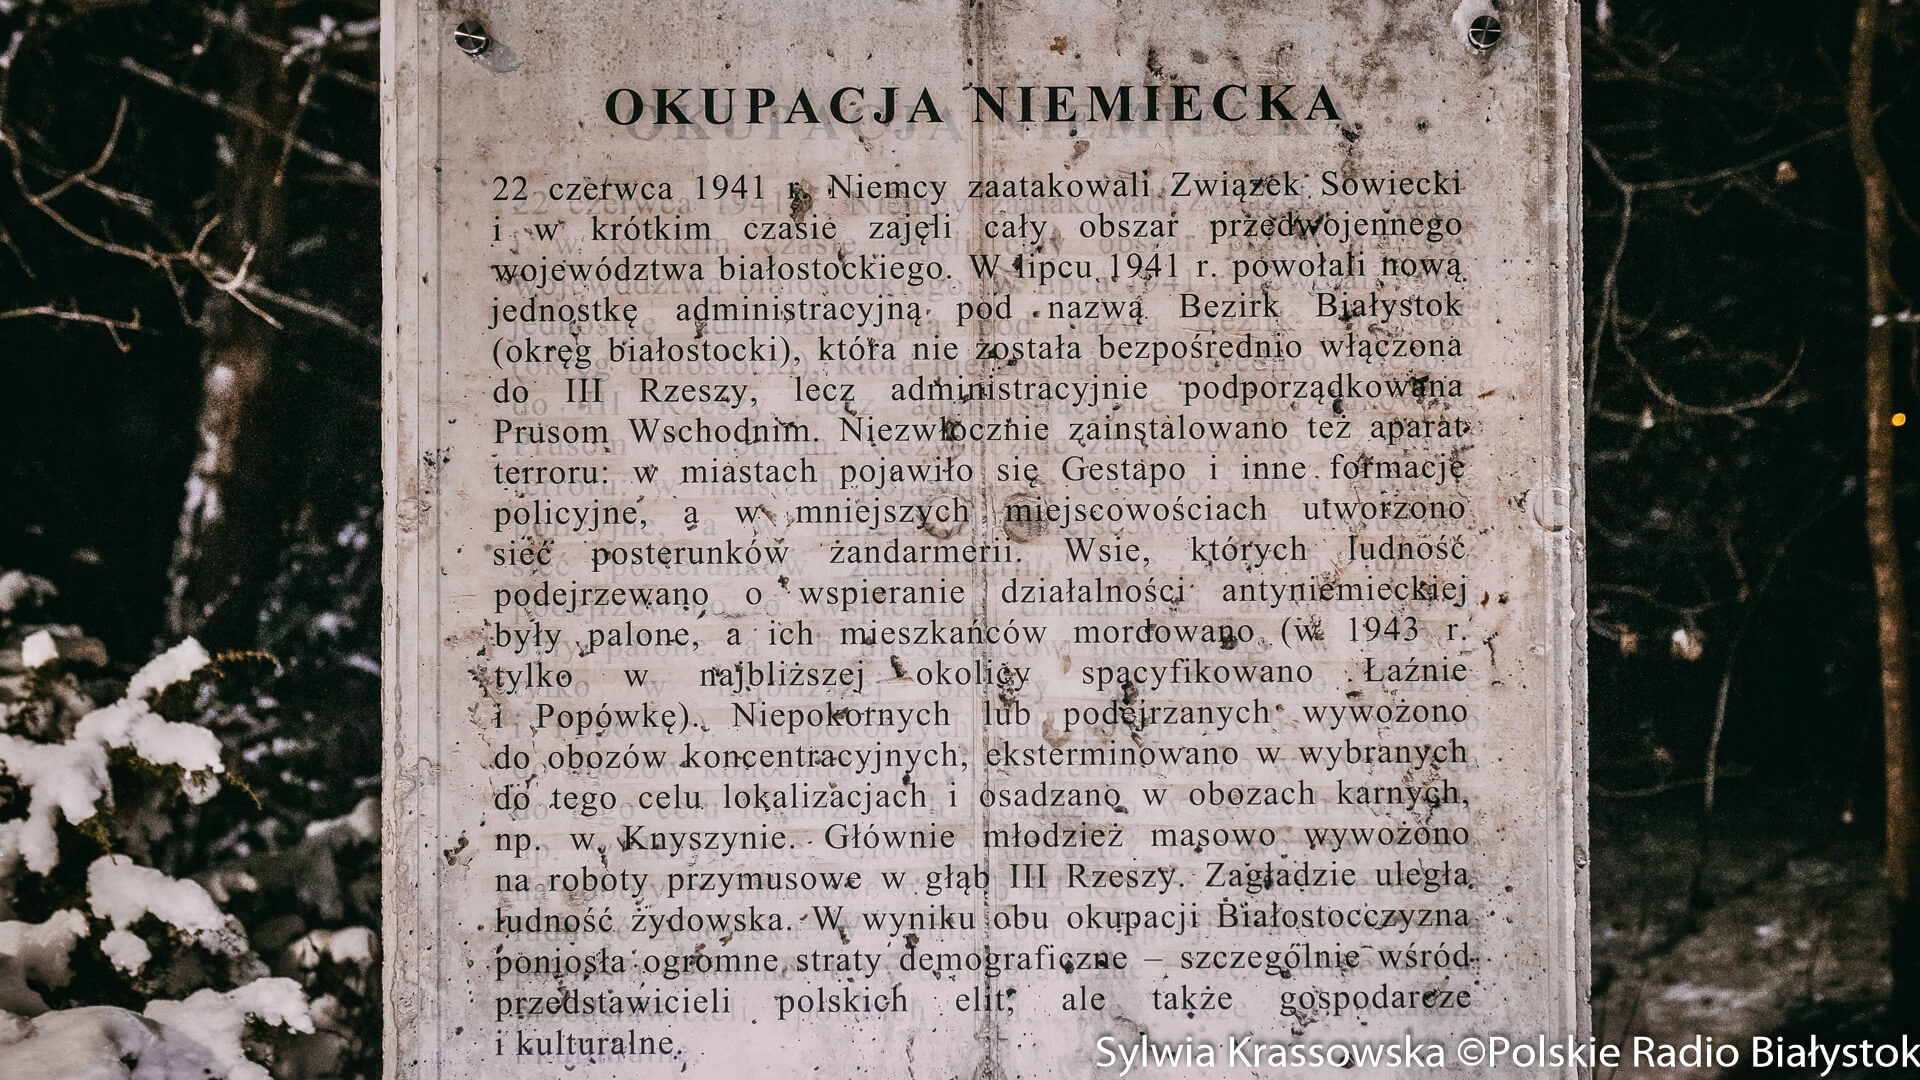 OKUPACJA NIEMIECKA
22 czerwca 1941 r. Niemcy zaatakowali Związek Sowiecki
i w krótkim czasie zajęli cały obszar przedwojennego
województwa białostockiego. W lipcu 1941 r. powołali nową
jednostkę administracyjną pod nazwą Bezirk Białystok
(okręg białostocki), która nie została bezpośrednio włączona
do III Rzeszy, lecz administracyjnie podporządkowana
Prusom Wschodnim. Niezwłocznie zainstalowano też aparat
terroru: w miastach pojawiło się Gestapo i inne formacje
policyjne, a w mniejszych miejscowościach utworzono
sieć posterunków żandarmerii. Wsie, których ludność
podejrzewano o wspieranie działalności antyniemieckiej
były palone, a ich mieszkańców mordowano (w 1943 r.
tylko w najbliższej okolicy spacyfikowano Łaźnie
i Popówkę). Niepokornych lub podejrzanych wywożono
do obozów koncentracyjnych, eksterminowano w wybranych
do tego celu lokalizacjach i osadzano w obozach karnych,
np. w Knyszynie. Głównie młodzież masowo wywożono
na roboty przymusowe w głąb III Rzeszy. Zagładzie uległa
ludność żydowska. W wyniku obu okupacji Białostocczyzna
poniosła ogromne straty demograficzne – szczególnie wśród
przedstawicieli polskich elit, ale także gospodarcze
i kulturalne.
Sylwia Krassowska ©Polskie Radio Białystok